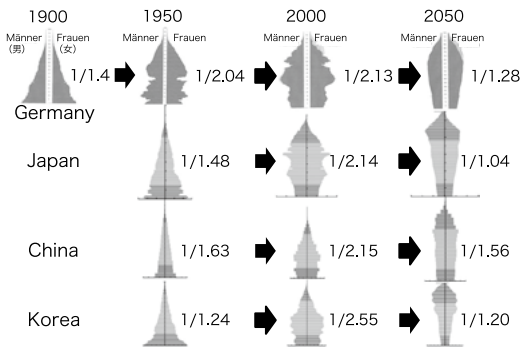 1900 1950 2000 2050
Männer Frauen Männer Frauen Männer Frauen Männer Frauen
(男) (女)
1/1.4 1/2.04 1/2.13 1/1.28
Germany
Japan 1/1.48 1/2.14 1/1.04
China 1/1.63 1/2.15 1/1.56
Korea 1/1.24 1/2.55 1/1.20